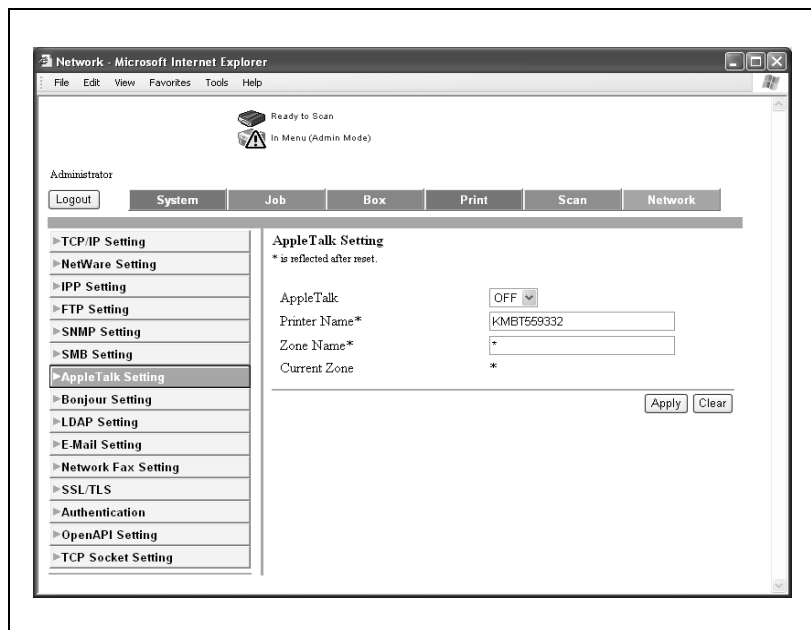 Network - Microsoft Internet Explorer
File Edit View Favorites Tools Help
Ready to Scan
In Menu (Admin Mode)
Administrator
Logout System Job Box Print Scan Network
TCP/IP Setting
NetWare Setting
IPP Setting
FTP Setting
SNMP Setting
SMB Setting
AppleTalk Setting
Bonjour Setting
LDAP Setting
E-Mail Setting
Network Fax Setting
SSL/TLS
Authentication
OpenAPI Setting
TCP Socket Setting
AppleTalk Setting
* is reflected after reset.
AppleTalk OFF
Printer Name* KMBT559332
Zone Name* *
Current Zone *
Apply Clear